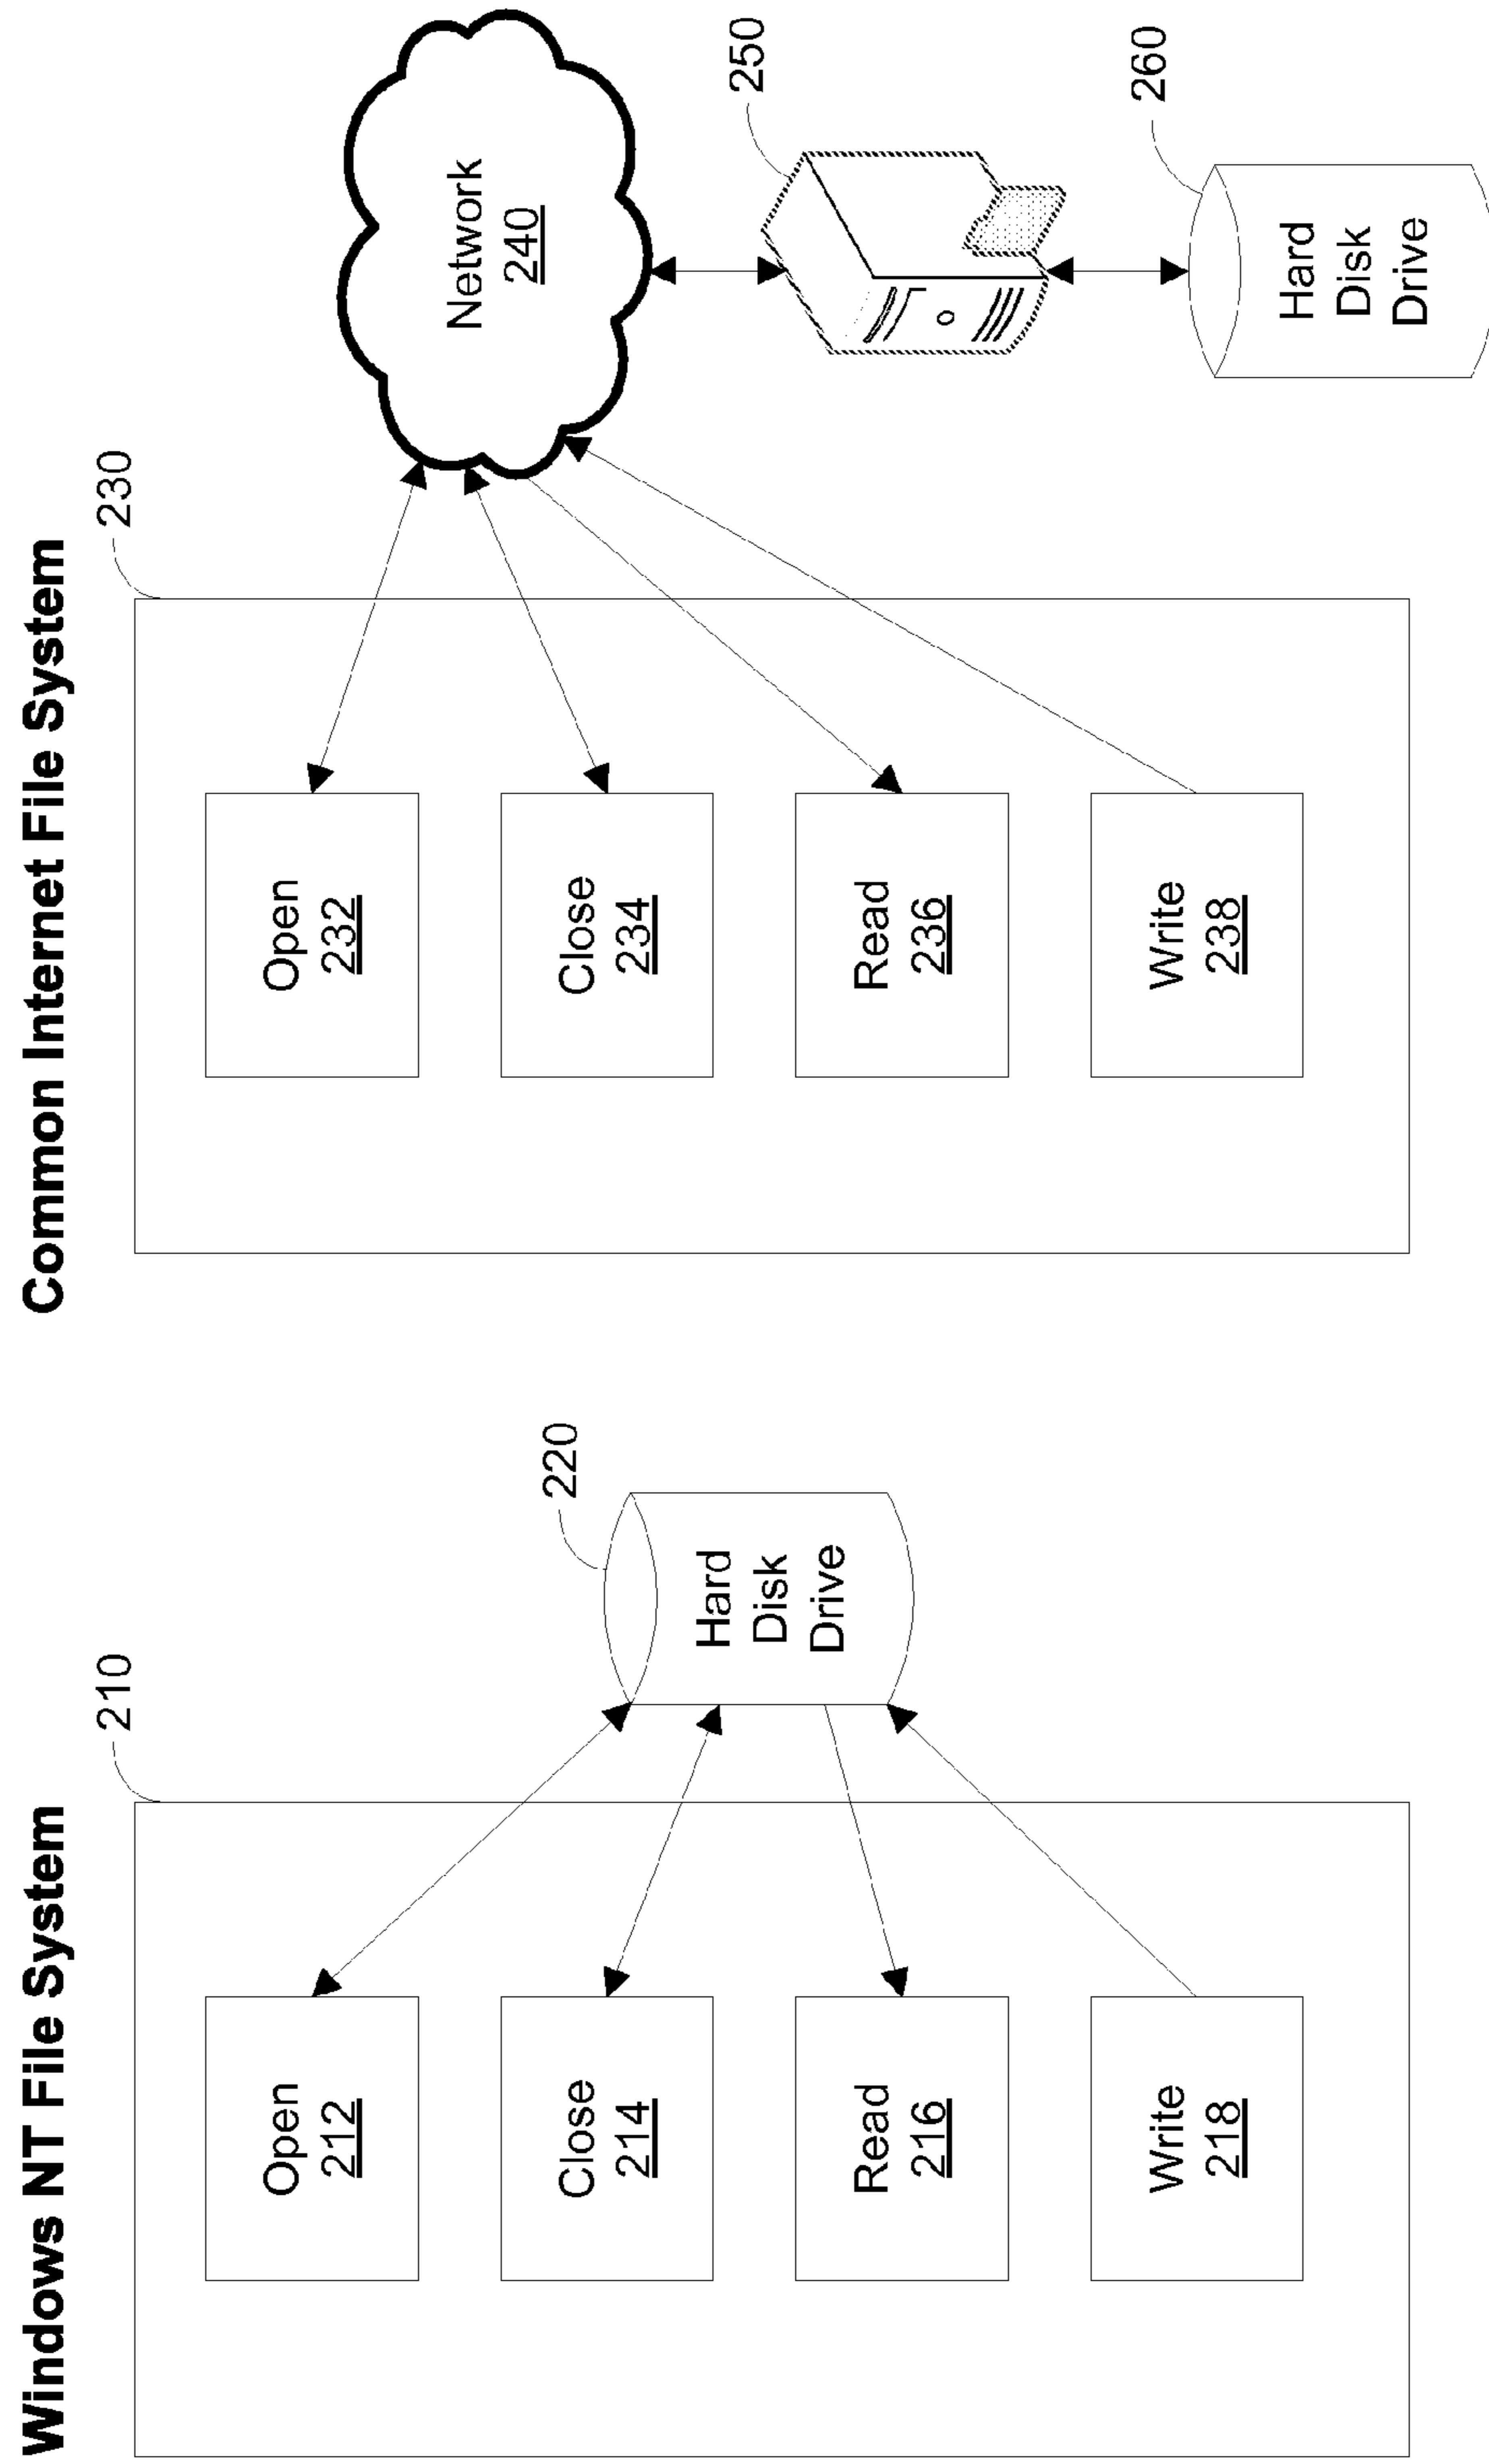 Windows NT File System
210
Open
212
Close
214
Read
216
Write
218
220
Hard
Disk
Drive
Common Internet File System
230
Open
232
Close
234
Read
236
Write
238
Network
240
250
260
Hard
Disk
Drive